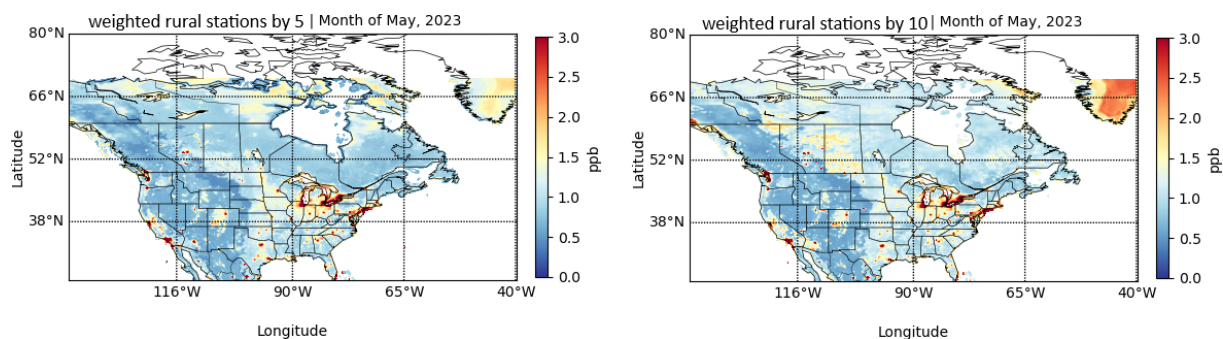 weighted rural stations by 5 | Month of May, 2023
80°N
66°N
52°N
38°N
Latitude
116°W 90°W 65°W 40°W
Longitude
3.0
2.5
2.0
1.5
1.0
0.5
0.0
ppb
weighted rural stations by 10 | Month of May, 2023
80°N
66°N
52°N
38°N
Latitude
116°W 90°W 65°W 40°W
Longitude
3.0
2.5
2.0
1.5
1.0
0.5
0.0
ppb